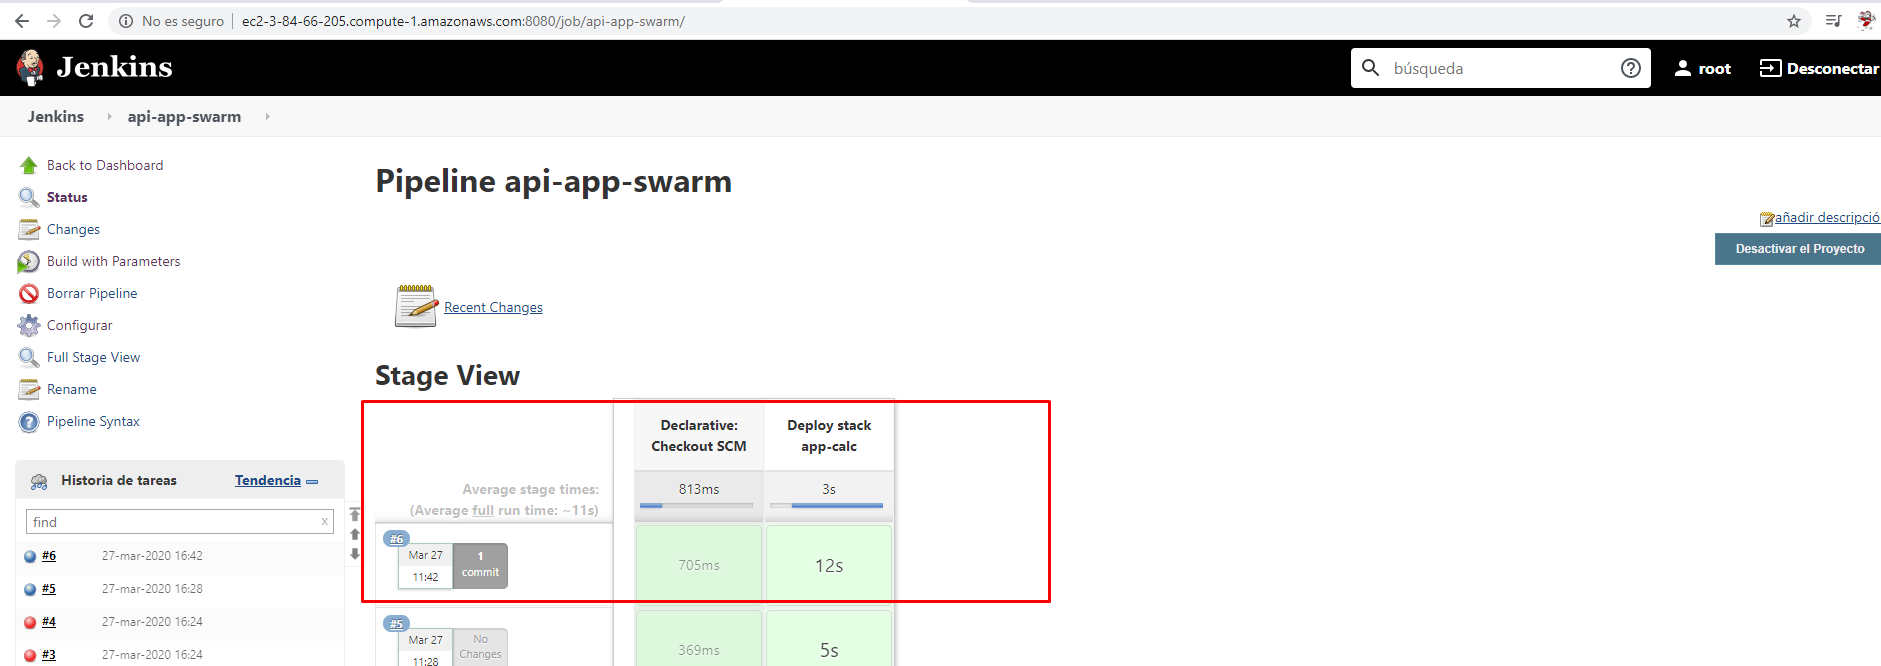 No es seguro | ec2-3-84-66-205.compute-1.amazonaws.com:8080/job/api-app-swarm/
Jenkins
búsqueda
root
Desconectar
Jenkins
api-app-swarm
Back to Dashboard
Status
Changes
Build with Parameters
Borrar Pipeline
Configurar
Full Stage View
Rename
Pipeline Syntax
Pipeline api-app-swarm
añadir descripció
Desactivar el Proyecto
Recent Changes
Stage View
Declarative:
Checkout SCM
Deploy stack
app-calc
Average stage times:
(Average full run time: ~11s)
813ms
3s
#6
Mar 27
11:42
1
commit
705ms
12s
#5
Mar 27
11:28
No
Changes
369ms
5s
Historia de tareas
Tendencia
find
x
#6 27-mar-2020 16:42
#5 27-mar-2020 16:28
#4 27-mar-2020 16:24
#3 27-mar-2020 16:24